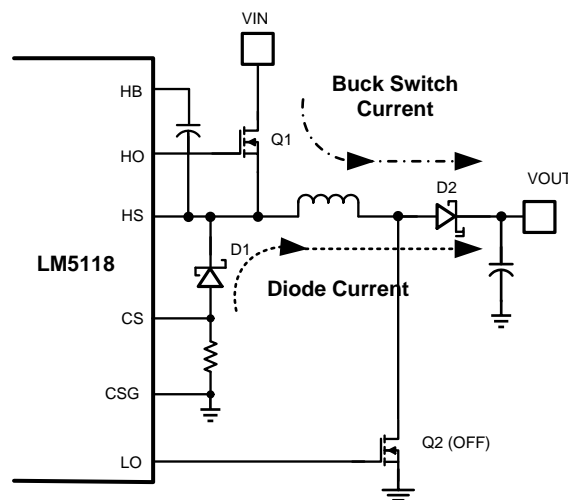 VIN
HB
Buck Switch
Current
HO
Q1
D2
VOUT
HS
LM5118
D1
Diode Current
CS
CSG
Q2 (OFF)
LO